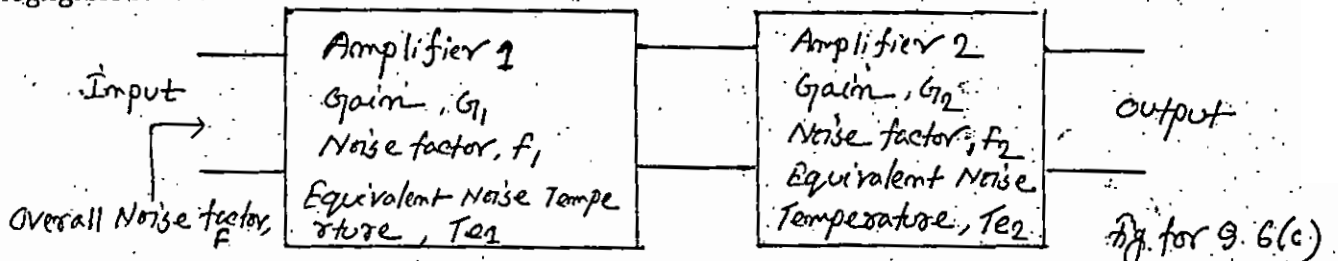 Input
Overall Noise factor,
F
Amplifier 1
Gain, G1
Noise factor, f1
Equivalent Noise Tempe
rture, Te1
Amplifier 2
Gain, G2
Noise factor, f2
Equivalent Noise
Temperature, Te2
output
fig. for Q. 6(c)